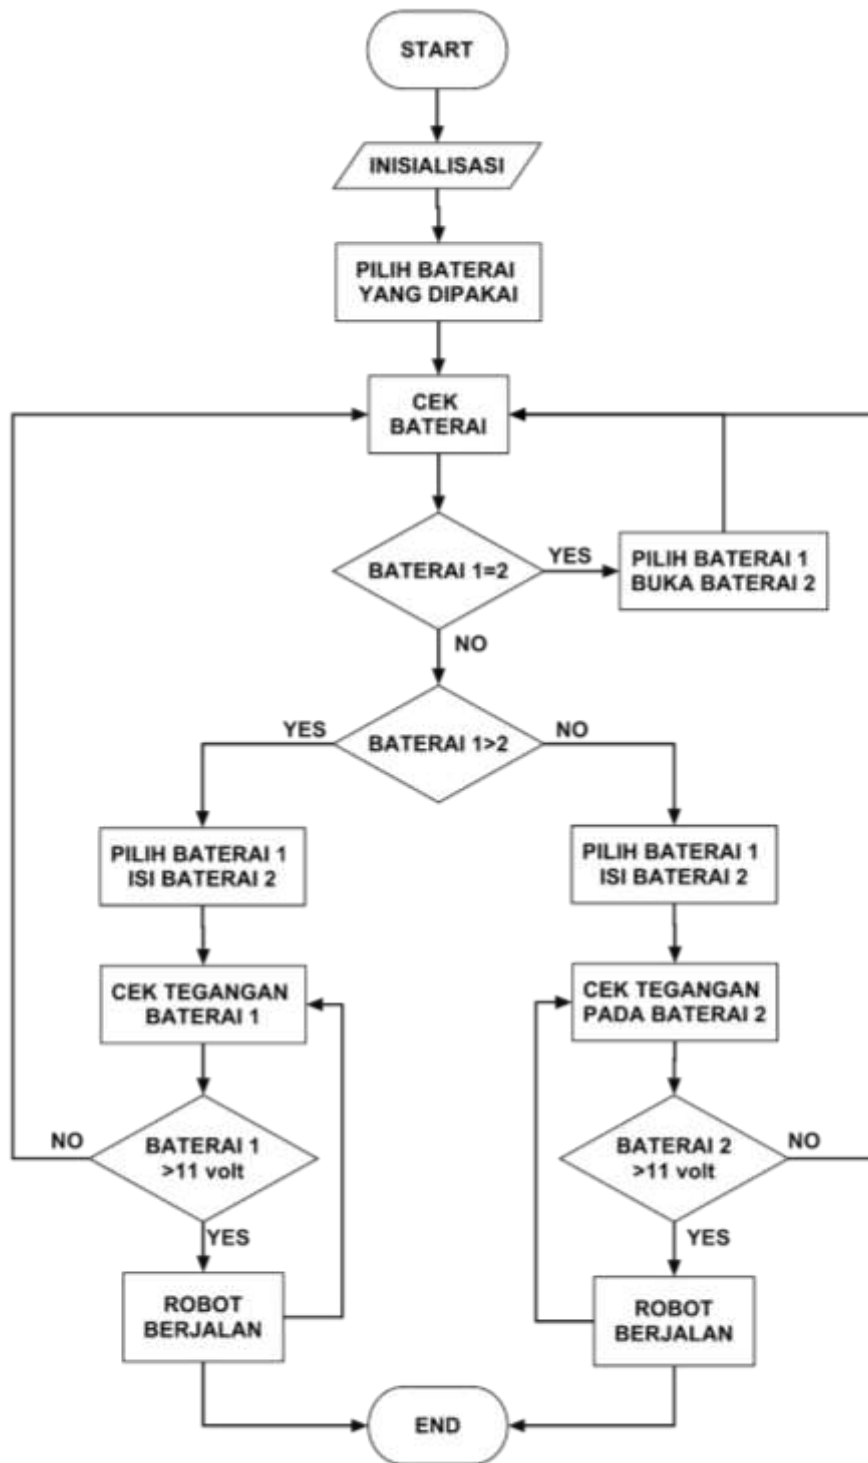 START
INISIALISASI
PILIH BATERAI
YANG DIPAKAI
CEK
BATERAI
BATERAI 1=2
YES
PILIH BATERAI 1
BUKA BATERAI 2
NO
BATERAI 1>2
YES
NO
PILIH BATERAI 1
ISI BATERAI 2
PILIH BATERAI 1
ISI BATERAI 2
CEK TEGANGAN
BATERAI 1
CEK TEGANGAN
PADA BATERAI 2
NO
BATERAI 1
>11 volt
BATERAI 2
>11 volt
NO
YES
YES
ROBOT
BERJALAN
ROBOT
BERJALAN
END